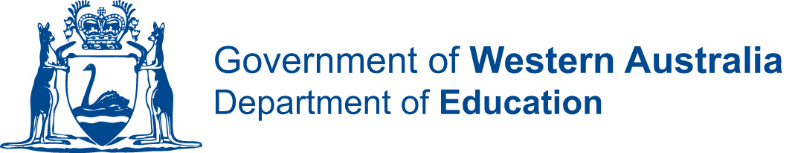 Government of Western Australia
Department of Education